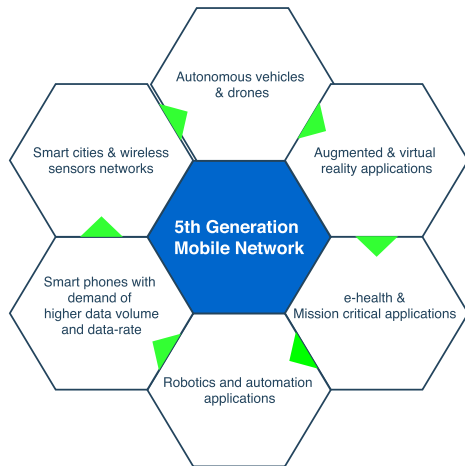 Autonomous vehicles
& drones
Smart cities & wireless
sensors networks
Augmented & virtual
reality applications
5th Generation
Mobile Network
Smart phones with
demand of
higher data volume
and data-rate
e-health &
Mission critical applications
Robotics and automation
applications